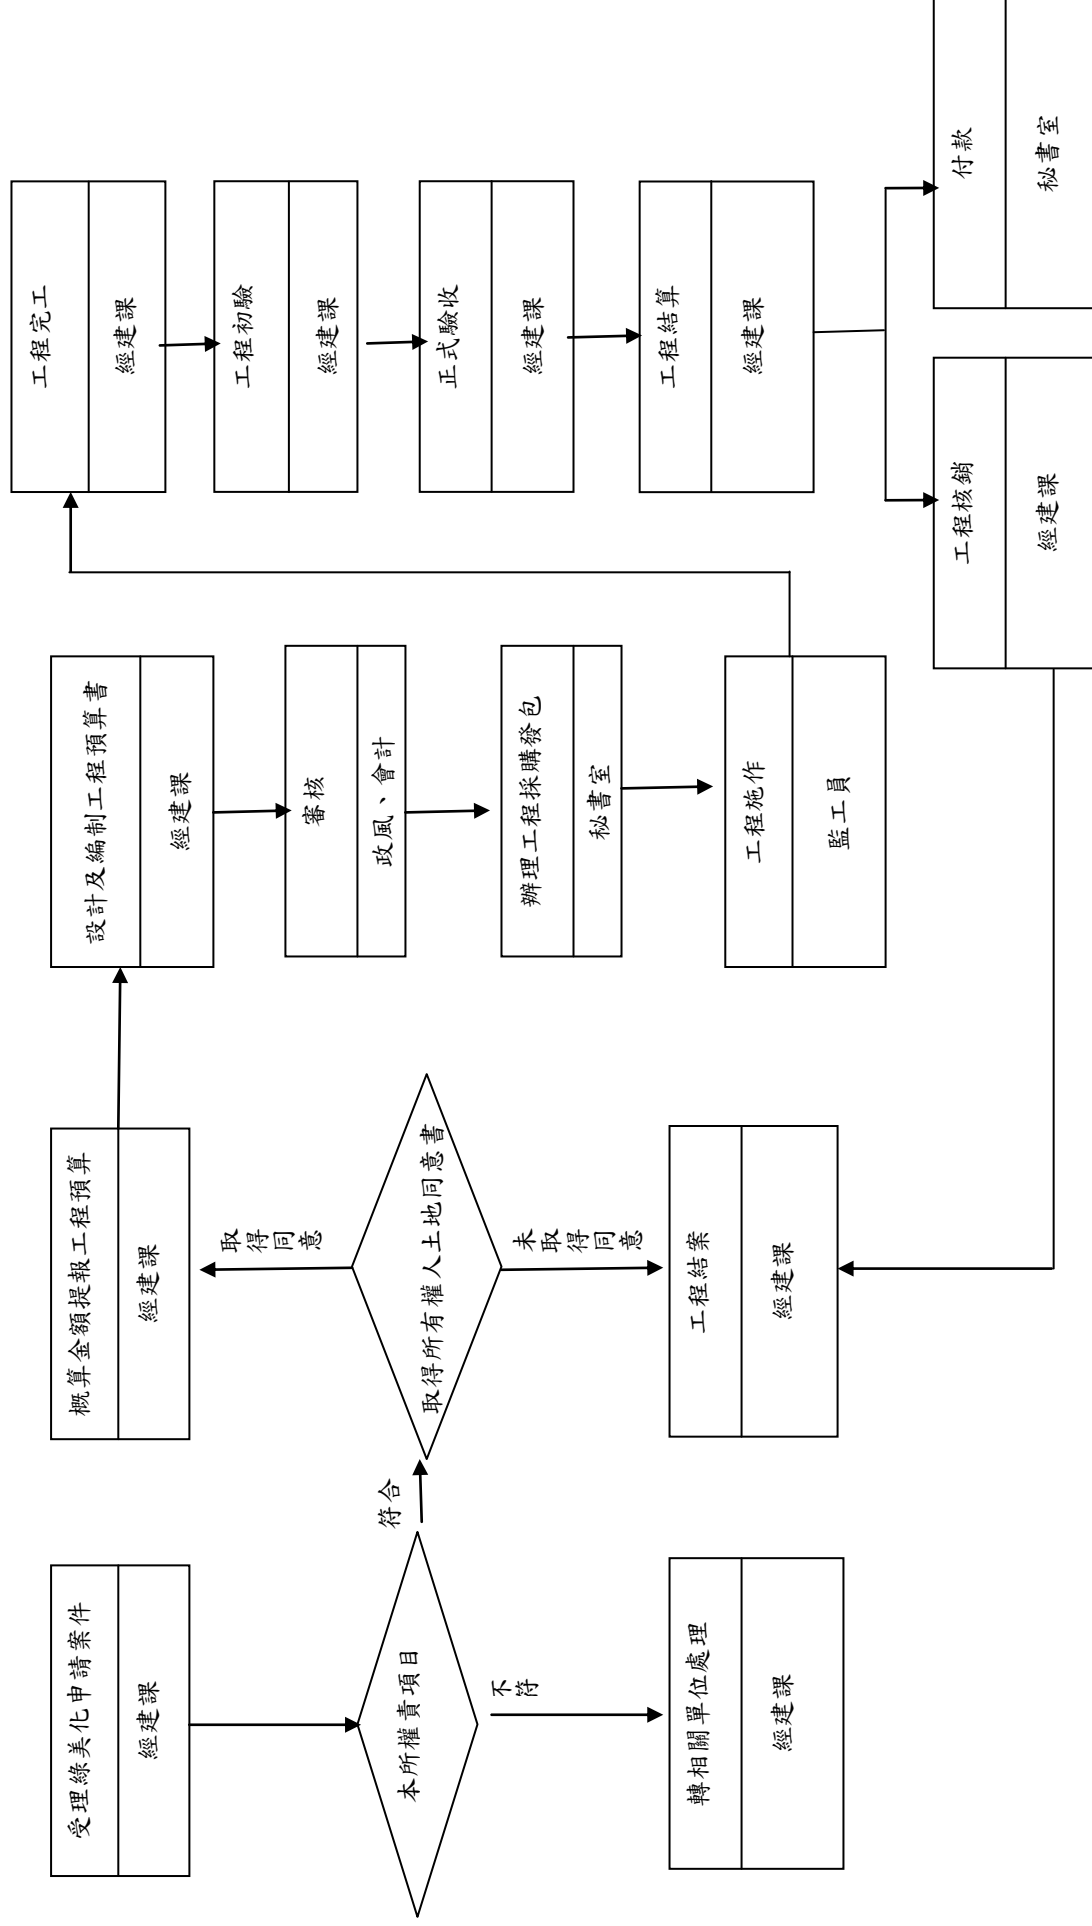 受理綠美化申請案件
經建課
本所權責項目
不符
轉相關單位處理
經建課
符合
概算金額提報工程預算
經建課
取得同意
取得所有權人土地同意書
未取得同意
工程結案
經建課
設計及編制工程預算書
經建課
審核
政風、會計
辦理工程採購發包
秘書室
工程施作
監工員
工程完工
經建課
工程初驗
經建課
正式驗收
經建課
工程結算
經建課
工程核銷
經建課
付款
秘書室